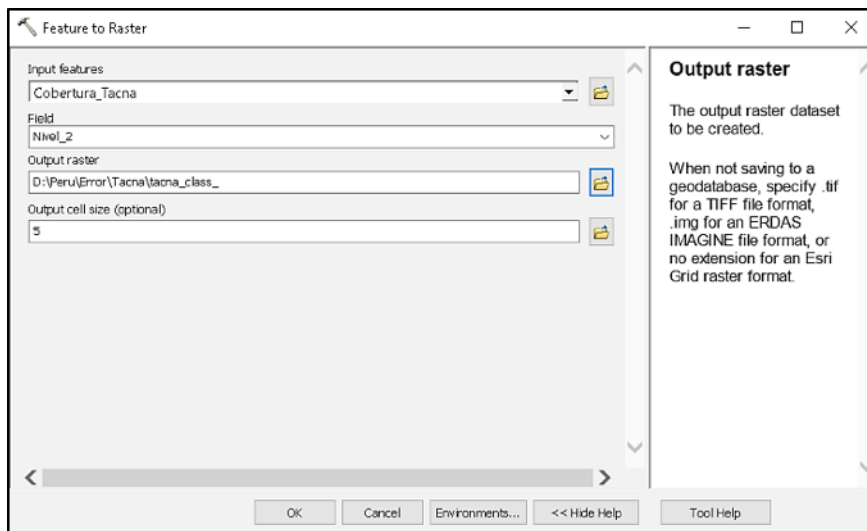 Feature to Raster
Input features
Cobertura_Tacna
Field
Nivel_2
Output raster
D:\Peru\Error\Tacna\tacna_class_
Output cell size (optional)
5
OK
Cancel
Environments...
<< Hide Help
Output raster
The output raster dataset
to be created.
When not saving to a
geodatabase, specify .tif
for a TIFF file format,
.img for an ERDAS
IMAGINE file format, or
no extension for an Esri
Grid raster format.
Tool Help